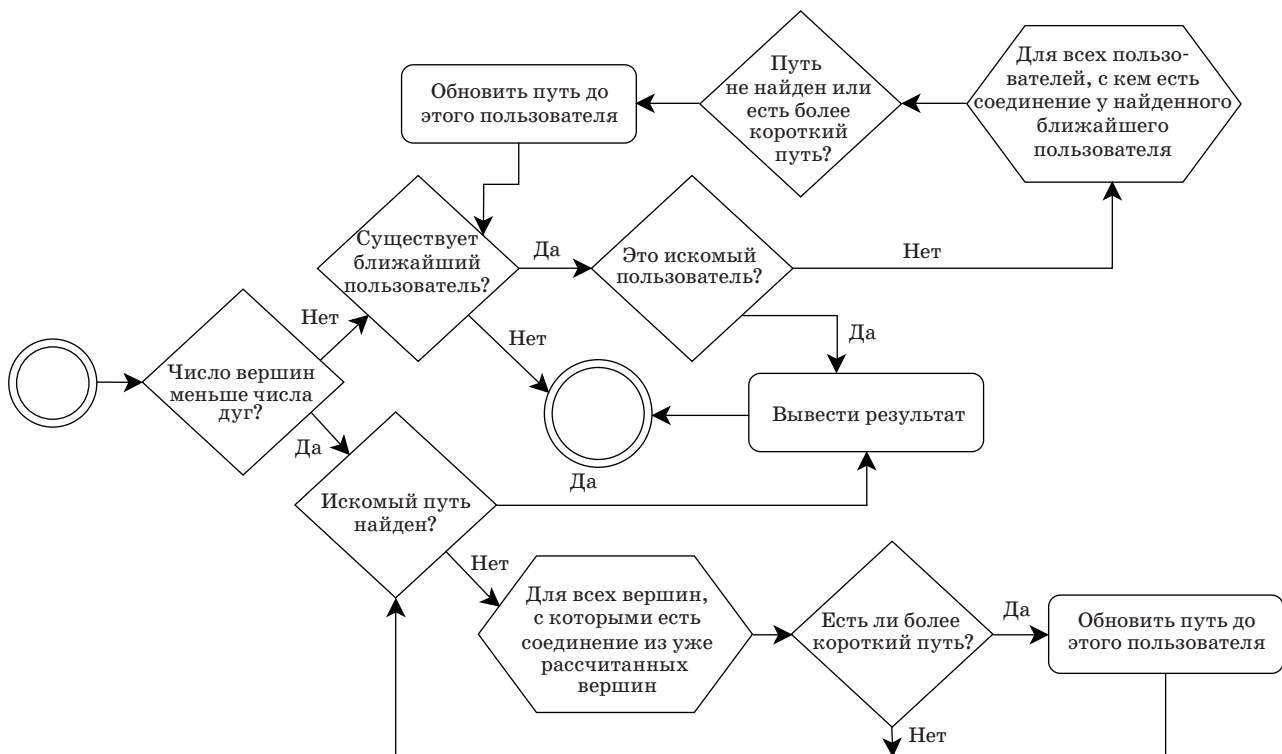 Обновить путь до
этого пользователя
Путь
не найден или
есть более
короткий
путь?
Для всех пользо-
вателей, с кем есть
соединение у найденного
ближайшего
пользователя
Существует
ближайший
пользователь?
Да
Это искомый
пользователь?
Нет
Нет
Нет
Да
Число вершин
меньше числа
дуг?
Да
Вывести результат
Искомый путь
найден?
Да
Нет
Для всех вершин,
с которыми есть
соединение из уже
рассчитанных
вершин
Есть ли более
короткий путь?
Да
Обновить путь до
этого пользователя
Нет